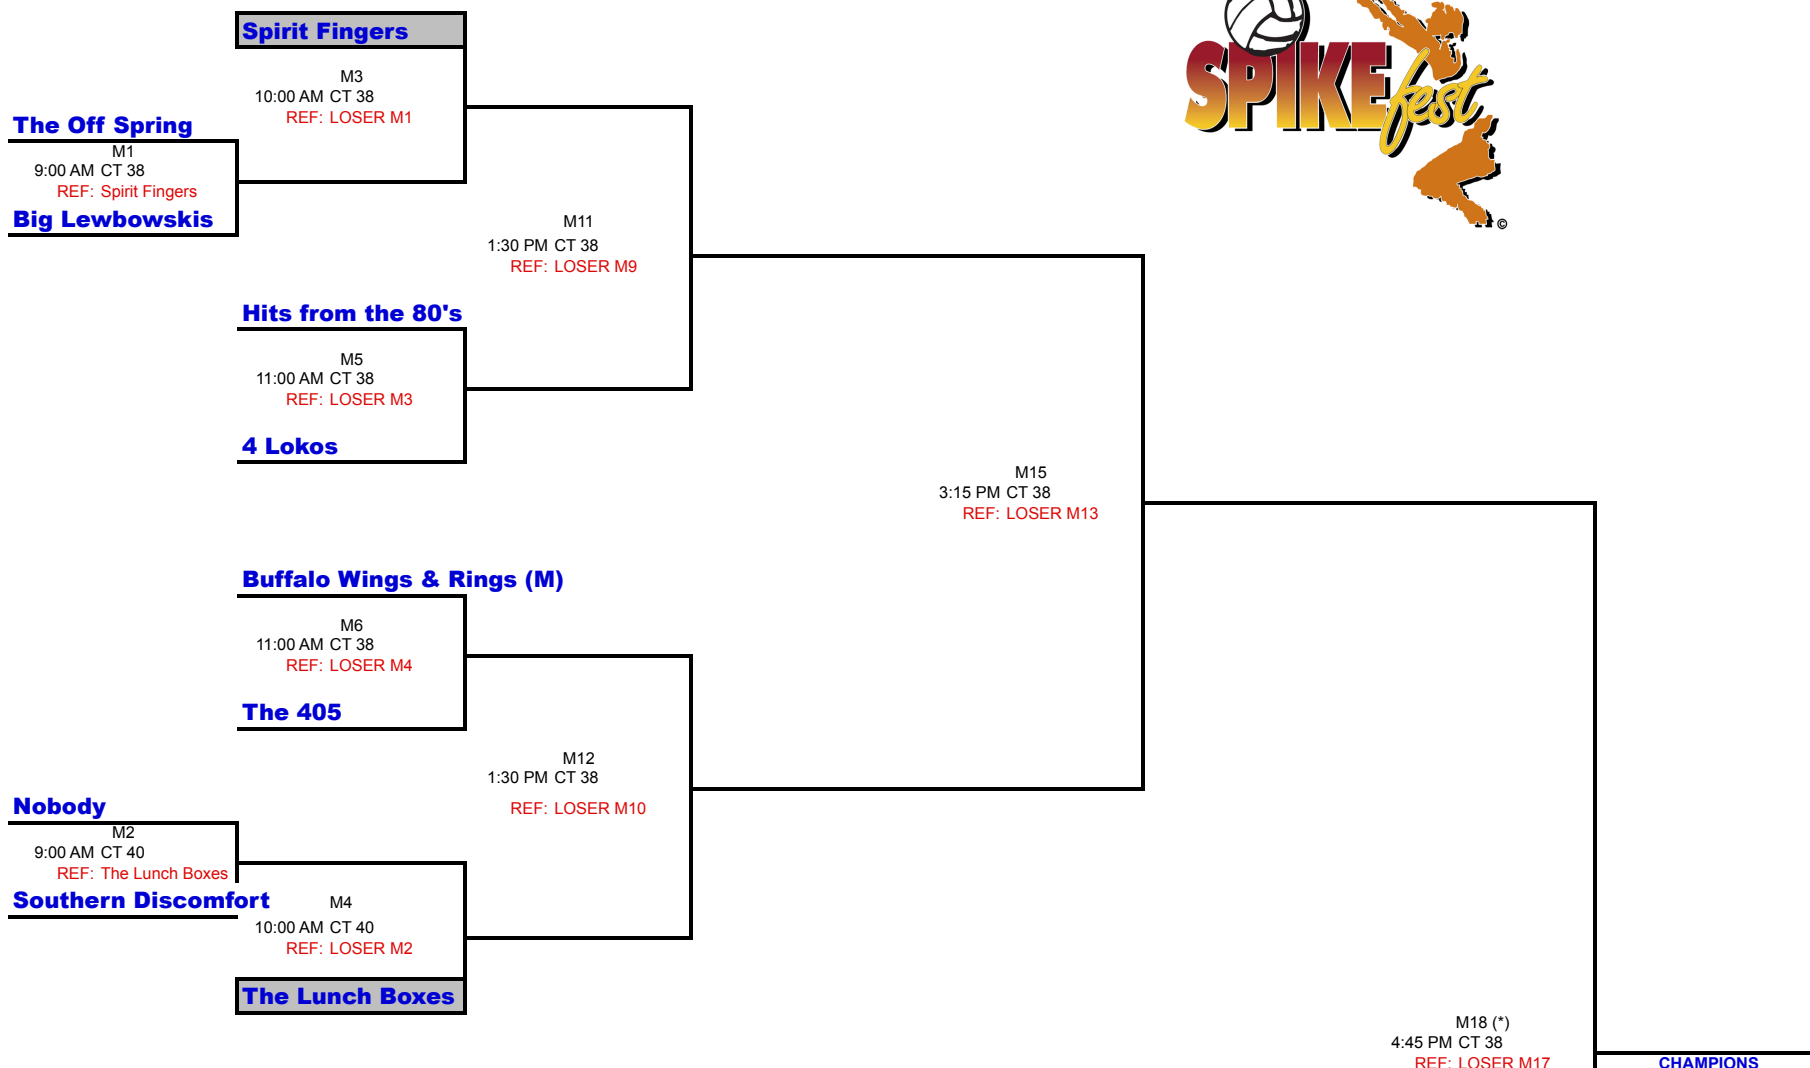 Spirit Fingers
M3
10:00 AM CT 38
REF: LOSER M1
The Off Spring
M1
9:00 AM CT 38
REF: Spirit Fingers
Big Lewbowskis
SPIKE fest
©
M11
1:30 PM CT 38
REF: LOSER M9
Hits from the 80's
M5
11:00 AM CT 38
REF: LOSER M3
4 Lokos
M15
3:15 PM CT 38
REF: LOSER M13
Buffalo Wings & Rings (M)
M6
11:00 AM CT 38
REF: LOSER M4
The 405
M12
1:30 PM CT 38
REF: LOSER M10
Nobody
M2
9:00 AM CT 40
REF: The Lunch Boxes
Southern Discomfort
M4
10:00 AM CT 40
REF: LOSER M2
The Lunch Boxes
M18 (*)
4:45 PM CT 38
REF: LOSER M17
CHAMPIONS